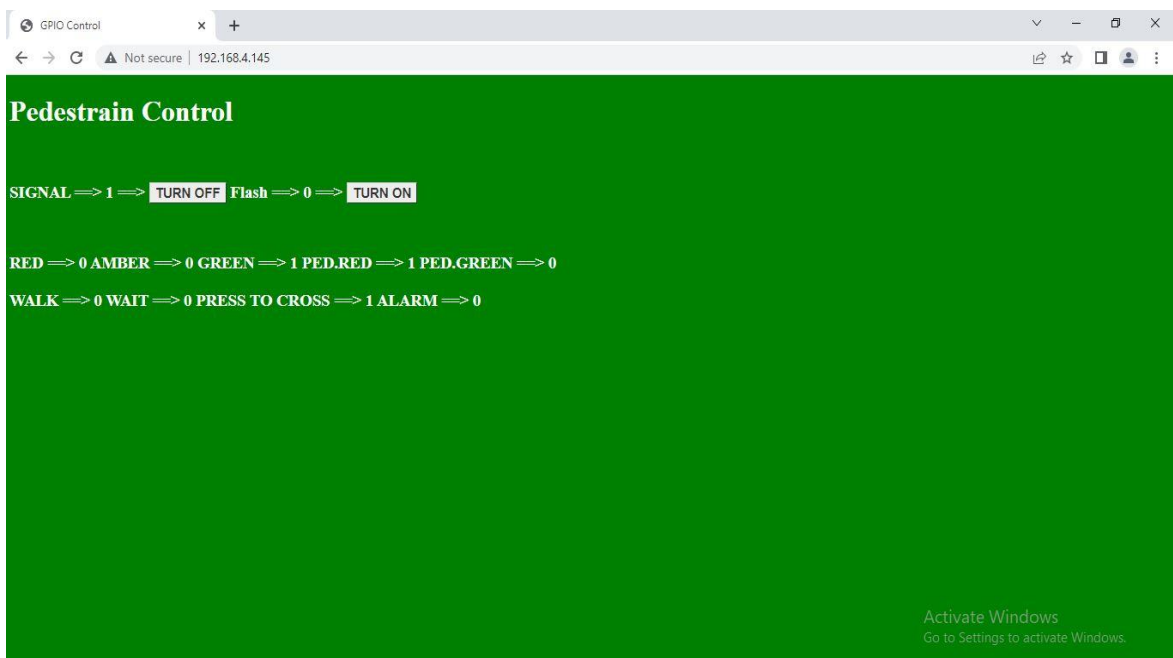 GPIO Control
Not secure 192.168.4.145
Pedestrain Control
SIGNAL ==> 1 ==> TURN OFF Flash ==> 0 ==> TURN ON
RED ==> 0 AMBER ==> 0 GREEN ==> 1 PED.RED ==> 1 PED.GREEN ==> 0
WALK ==> 0 WAIT ==> 0 PRESS TO CROSS ==> 1 ALARM ==> 0
Activate Windows
Go to Settings to activate Windows.